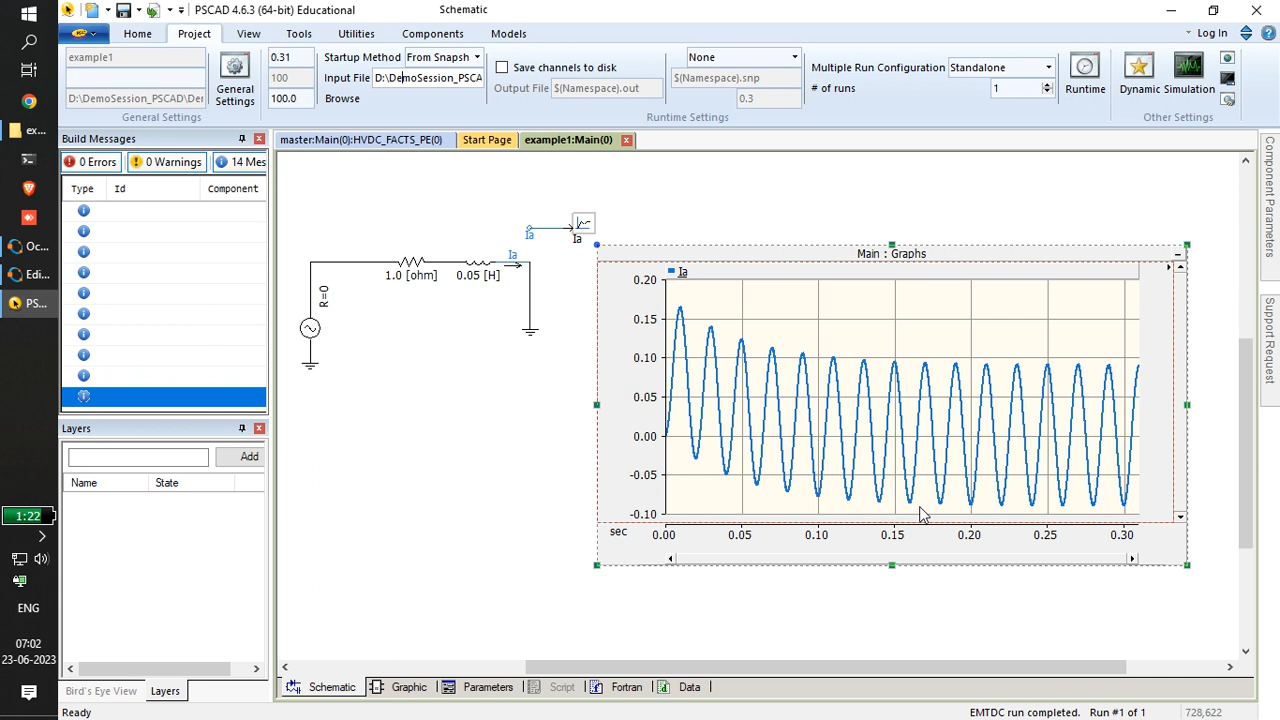 PSCAD 4.6.3 (64-bit) Educational
Schematic
Home
Project
View
Tools
Utilities
Components
Models
Log In
example1
D:\DemoSession_PSCAD\Der
General Settings
General Settings
0.31
100
100.0
Startup Method
From Snapsh
Input File
D:\DemoSession_PSCA
Browse
Save channels to disk
Output File
$(Namespace).out
None
$(Namespace).snp
0.3
Multiple Run Configuration
Standalone
# of runs
1
Runtime Settings
Runtime
Dynamic
Simulation
Other Settings
Build Messages
0 Errors
0 Warnings
14 Mes
Type
Id
Component
master:Main(0):HVDC_FACTS_PE(0)
Start Page
example1:Main(0)
Component Parameters
Support Request
ex...
Oc...
Edi...
PS...
1:22
ENG
07:02
23-06-2023
Layers
Add
Name
State
Bird's Eye View
Layers
Ia
Ia
Ia
1.0 [ohm]
0.05 [H]
R=0
Main : Graphs
Ia
0.20
0.15
0.10
0.05
0.00
-0.05
-0.10
sec
0.00
0.05
0.10
0.15
0.20
0.25
0.30
Schematic
Graphic
Parameters
Script
Fortran
Data
Ready
EMTDC run completed.
Run #1 of 1
728,622